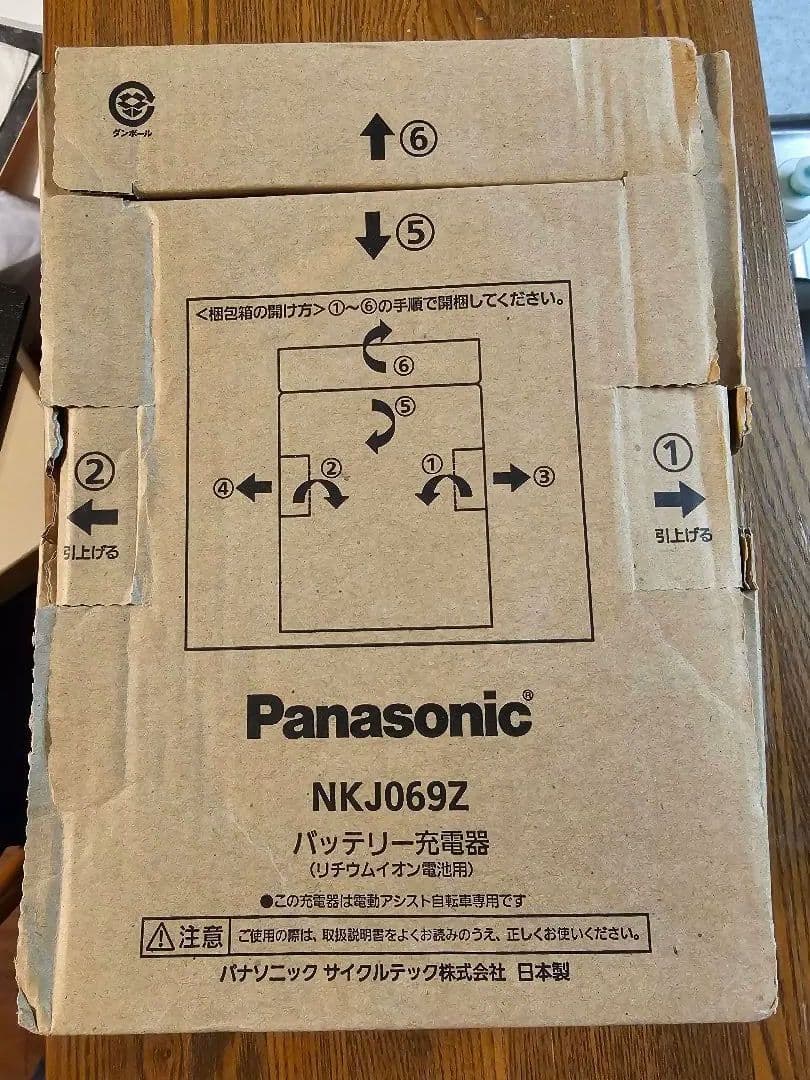 ダンボール
↑⑥
↓⑤
<梱包箱の開け方>①~⑥の手順で開梱してください。
⑥
⑤
④ ② ① ③
②
引上げる
①
引上げる
Panasonic®
NKJ069Z
バッテリー充電器
(リチウムイオン電池用)
●この充電器は電動アシスト自転車専用です
⚠注意 ご使用の際は、取扱説明書をよくお読みのうえ、正しくお使いください。
パナソニック サイクルテック株式会社 日本製